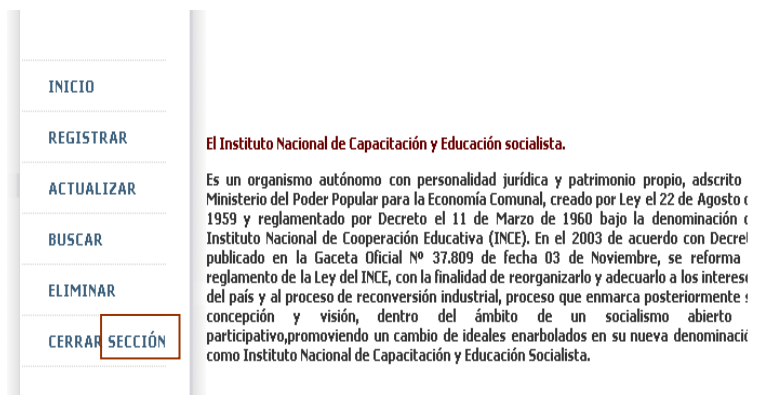 INICIO
REGISTRAR
ACTUALIZAR
BUSCAR
ELIMINAR
CERRAR SECCIÓN
El Instituto Nacional de Capacitación y Educación socialista.
Es un organismo autónomo con personalidad jurídica y patrimonio propio, adscrito
Ministerio del Poder Popular para la Economía Comunal, creado por Ley el 22 de Agosto
1959 y reglamentado por Decreto el 11 de Marzo de 1960 bajo la denominación
Instituto Nacional de Cooperación Educativa (INCE). En el 2003 de acuerdo con
publicado en la Gaceta Oficial Nº 37.809 de fecha 03 de Noviembre, se reforma
reglamento de la Ley del INCE, con la finalidad de reorganizarlo y adecuarlo a los
del país y al proceso de reconversión industrial, proceso que enmarca posteriormente
concepción y visión, dentro del ámbito de un socialismo abierto
participativo,promoviendo un cambio de ideales enarbolados en su nueva
como Instituto Nacional de Capacitación y Educación Socialista.